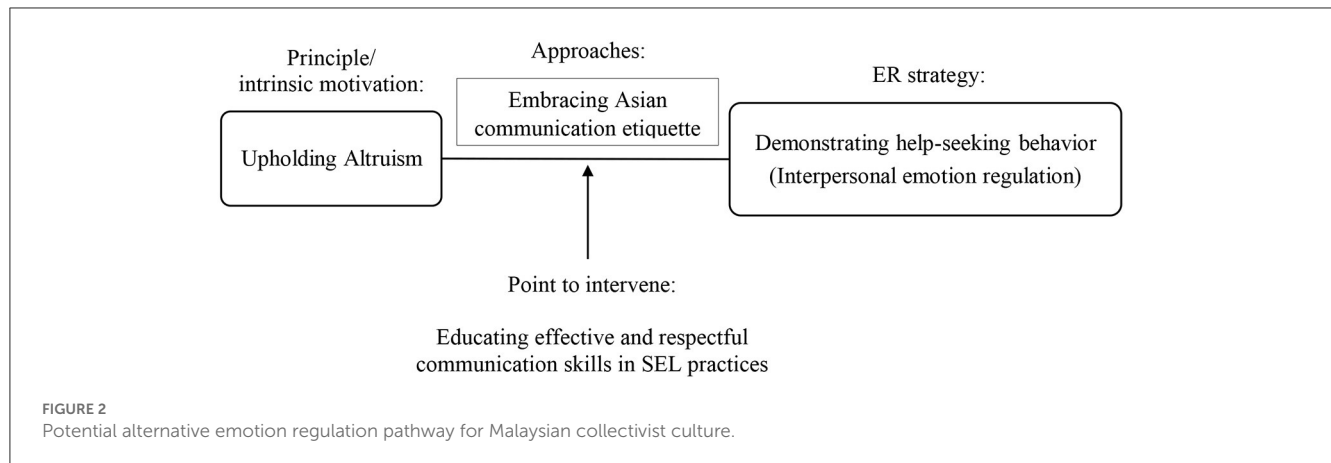 Principle/
intrinsic motivation:
Upholding Altruism
Approaches:
Embracing Asian
communication etiquette
ER strategy:
Demonstrating help-seeking behavior
(Interpersonal emotion regulation)
Point to intervene:
Educating effective and respectful
communication skills in SEL practices
FIGURE 2
Potential alternative emotion regulation pathway for Malaysian collectivist culture.